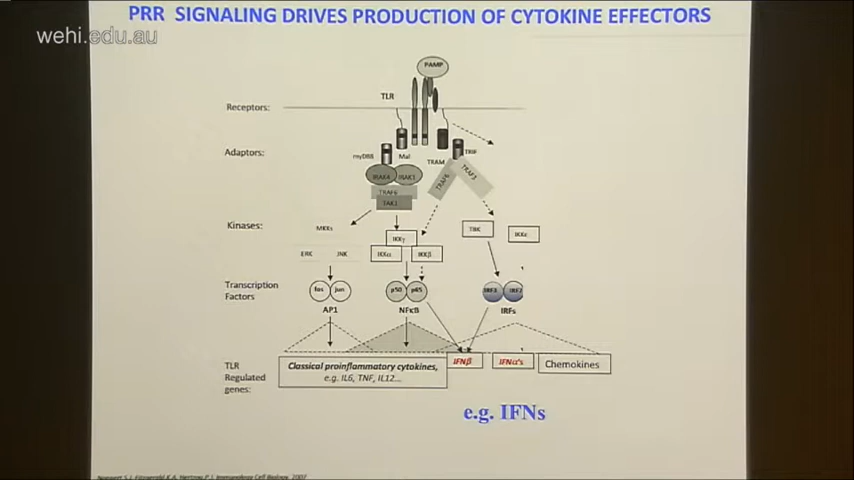 PRR SIGNALING DRIVES PRODUCTION OF CYTOKINE EFFECTORS
wehi.edu.au
PAMP
TLR
Receptors:
Adaptors:
myD88
Mal
TRAM
TRIF
IRAK4
IRAK1
TRAF6
TRAF6
TRAF3
TAK1
Kinases:
MKKs
IKKγ
TBK
IKKε
ERK
JNK
IKKα
IKKβ
Transcription
Factors
fos
jun
p50
p65
IRF3
IRF7
AP1
NFκB
IRFs
TLR
Regulated
genes:
Classical proinflammatory cytokines,
e.g. IL6, TNF, IL12...
IFNβ
IFNα's
Chemokines
e.g. IFNs